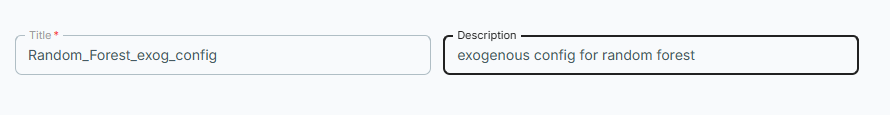 Title * Description
Random_Forest_exog_config exogenous config for random forest